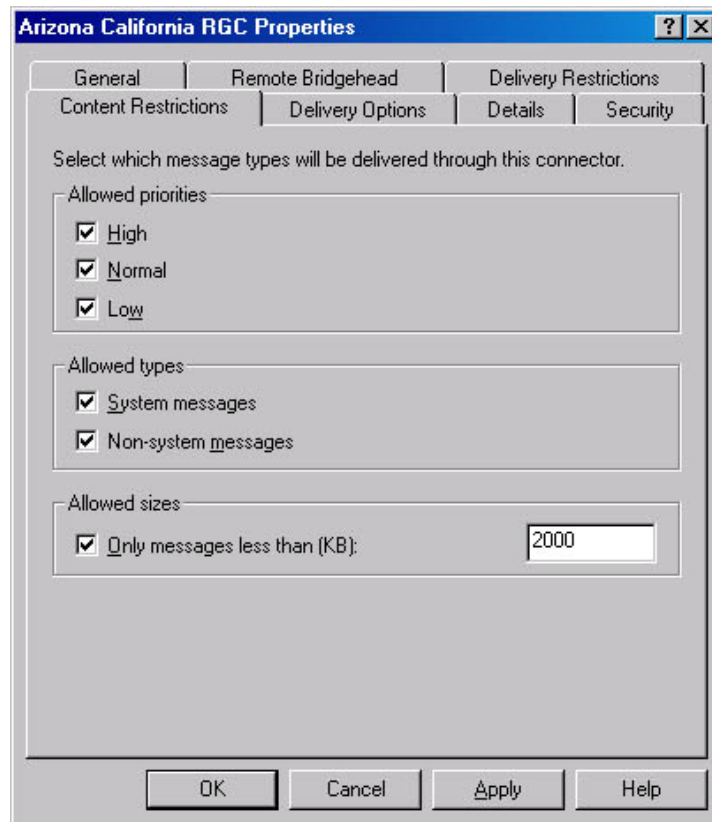 Arizona California RGC Properties
General Remote Bridgehead Delivery Restrictions
Content Restrictions Delivery Options Details Security
Select which message types will be delivered through this connector.
Allowed priorities
High
Normal
Low
Allowed types
System messages
Non-system messages
Allowed sizes
Only messages less than (KB): 2000
OK Cancel Apply Help